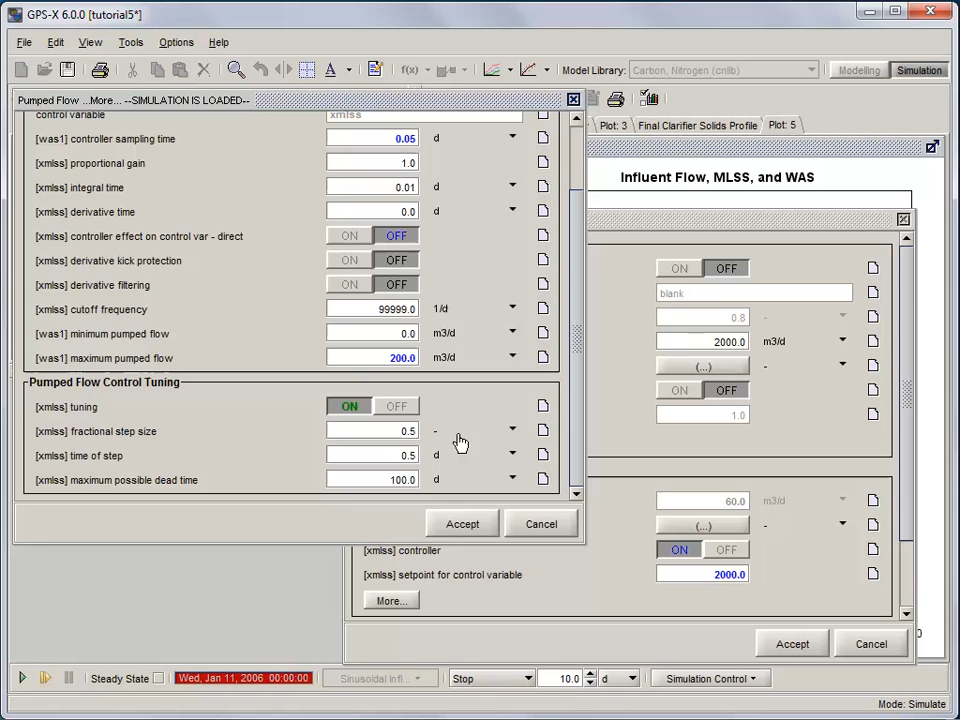 GPS-X 6.0.0 [tutorial5*]
File Edit View Tools Options Help
A f(x) Model Library: Carbon, Nitrogen (cnlib) Modelling Simulation
Pumped Flow ...More... --SIMULATION IS LOADED--
Plot: 3 Final Clarifier Solids Profile Plot: 5
control variable xmlss
[was1] controller sampling time 0.05 d
[xmlss] proportional gain 1.0
[xmlss] integral time 0.01 d
[xmlss] derivative time 0.0 d
[xmlss] controller effect on control var - direct ON OFF
[xmlss] derivative kick protection ON OFF
[xmlss] derivative filtering ON OFF
[xmlss] cutoff frequency 99999.0 1/d
[was1] minimum pumped flow 0.0 m3/d
[was1] maximum pumped flow 200.0 m3/d
Pumped Flow Control Tuning
[xmlss] tuning ON OFF
[xmlss] fractional step size 0.5 -
[xmlss] time of step 0.5 d
[xmlss] maximum possible dead time 100.0 d
Accept Cancel
Influent Flow, MLSS, and WAS
ON OFF
blank
0.8 -
2000.0 m3/d
(...) -
ON OFF
1.0
60.0 m3/d
(...) -
[xmlss] controller ON OFF
[xmlss] setpoint for control variable 2000.0
More...
0
Accept Cancel
Steady State Wed, Jan 11, 2006 00:00:00 Sinusoidal Infl... Stop 10.0 d Simulation Control
Mode: Simulate